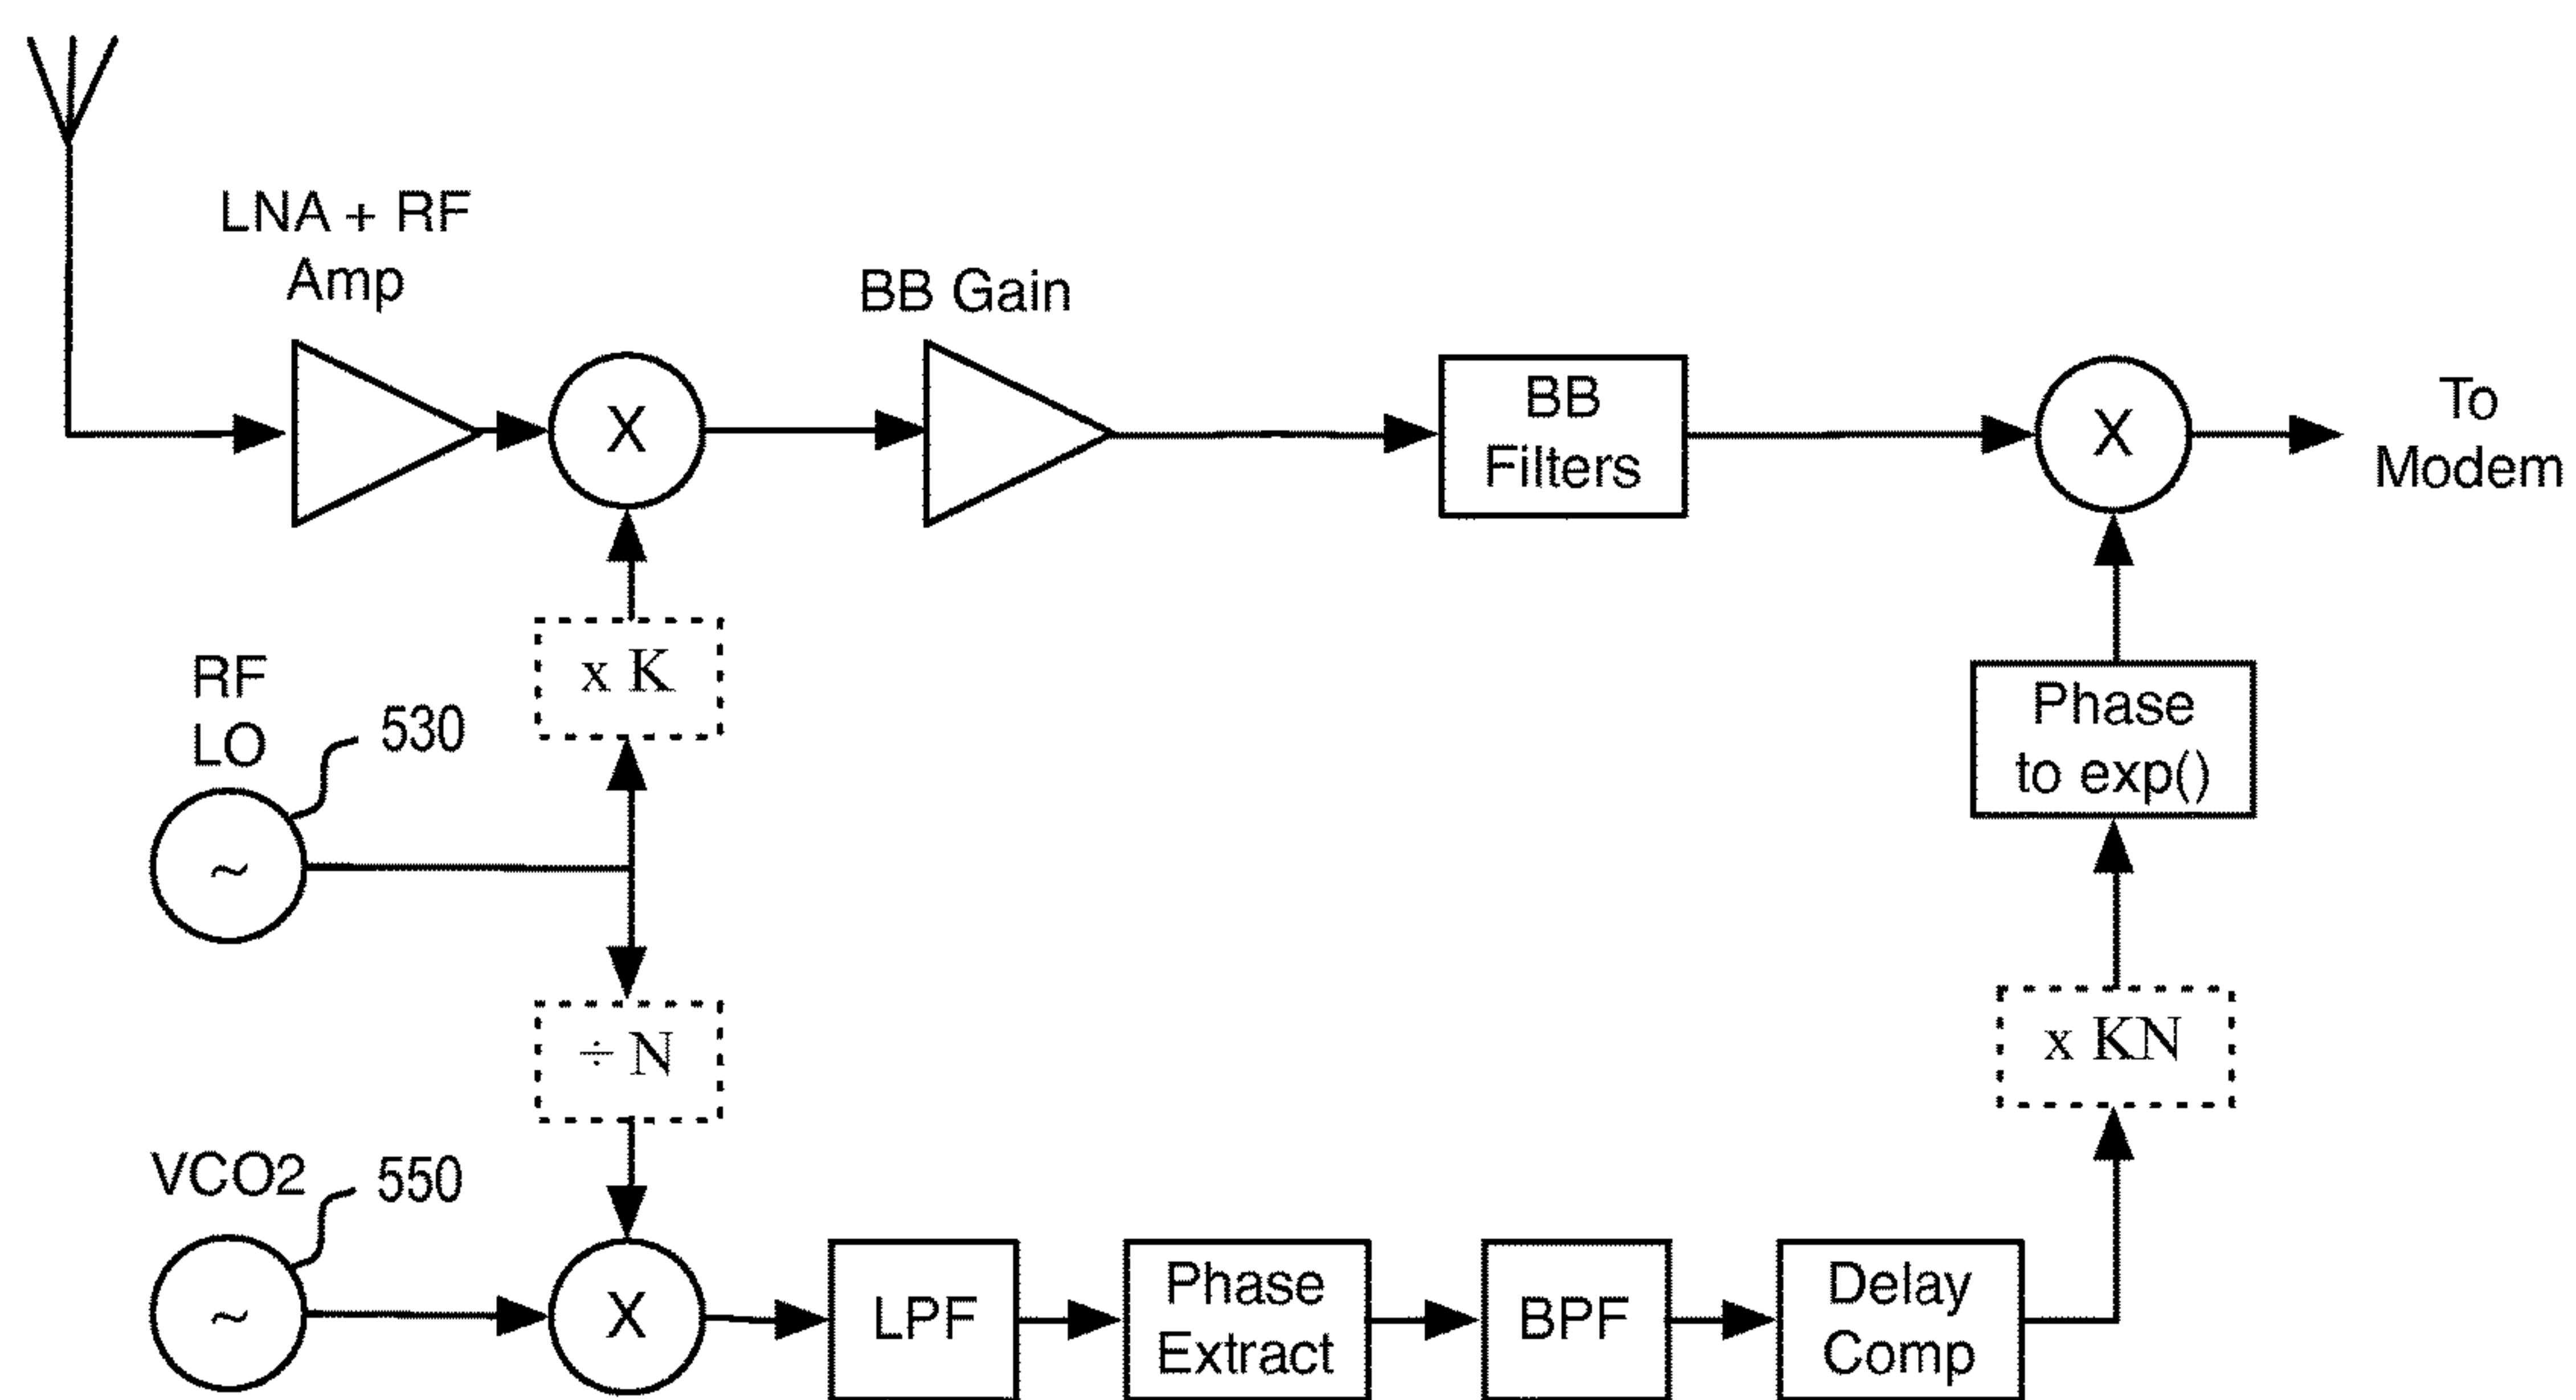 LNA + RF
Amp
BB Gain
X
BB
Filters
X
To
Modem
x K
RF
LO
530
~
Phase
to exp()
÷ N
x KN
VCO2
550
~
X
LPF
Phase
Extract
BPF
Delay
Comp